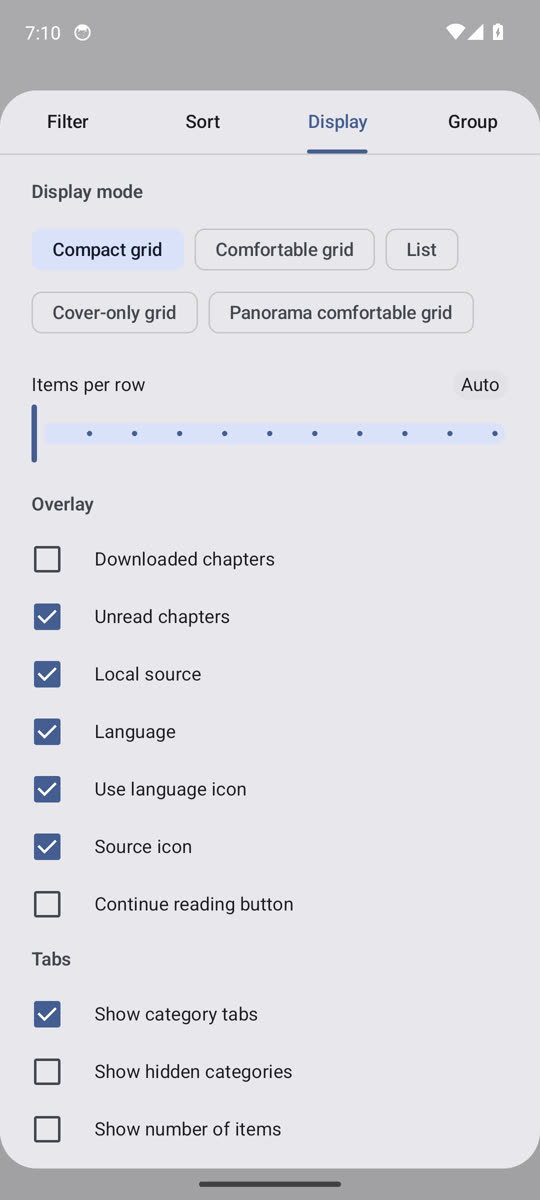 7:10
Filter Sort Display Group
Display mode
Compact grid Comfortable grid List
Cover-only grid Panorama comfortable grid
Items per row Auto
Overlay
Downloaded chapters
Unread chapters
Local source
Language
Use language icon
Source icon
Continue reading button
Tabs
Show category tabs
Show hidden categories
Show number of items